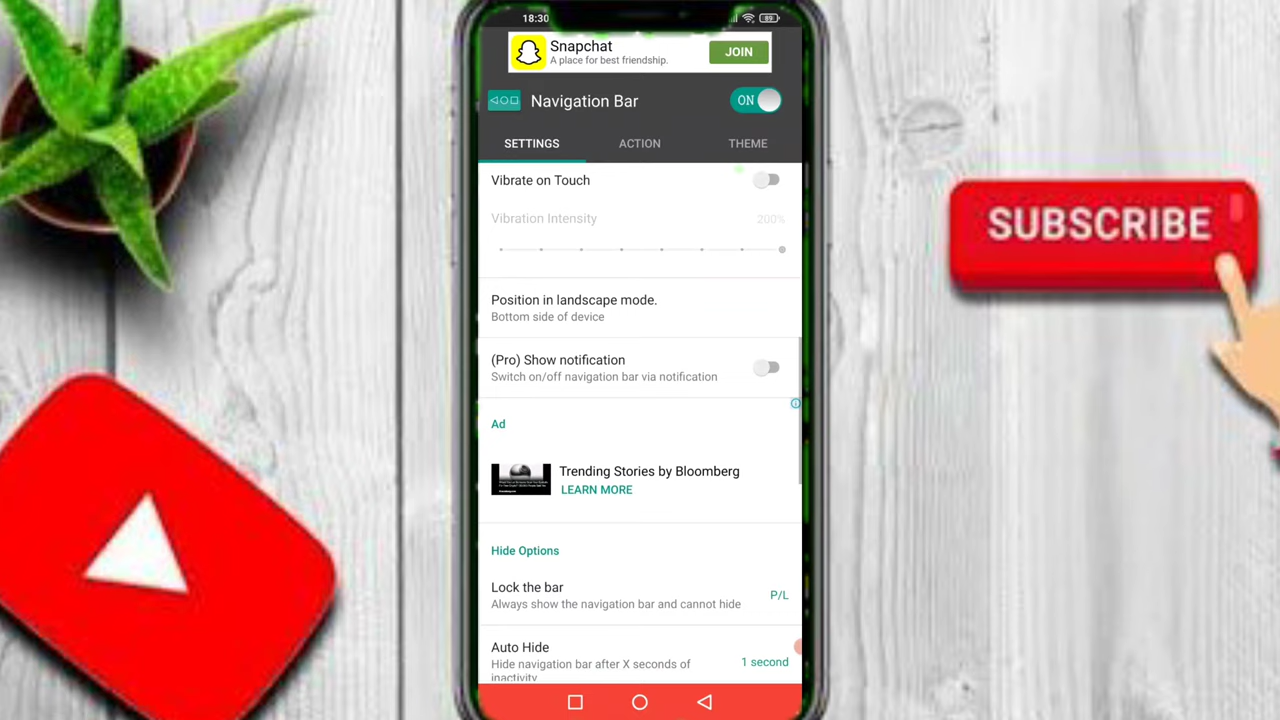 18:30
89
Snapchat
A place for best friendship.
JOIN
Navigation Bar
ON
SETTINGS
ACTION
THEME
Vibrate on Touch
Vibration Intensity
200%
Position in landscape mode.
Bottom side of device
(Pro) Show notification
Switch on/off navigation bar via notification
Ad
Trending Stories by Bloomberg
LEARN MORE
Hide Options
Lock the bar
Always show the navigation bar and cannot hide
P/L
Auto Hide
Hide navigation bar after X seconds of
inactivity
1 second
SUBSCRIBE